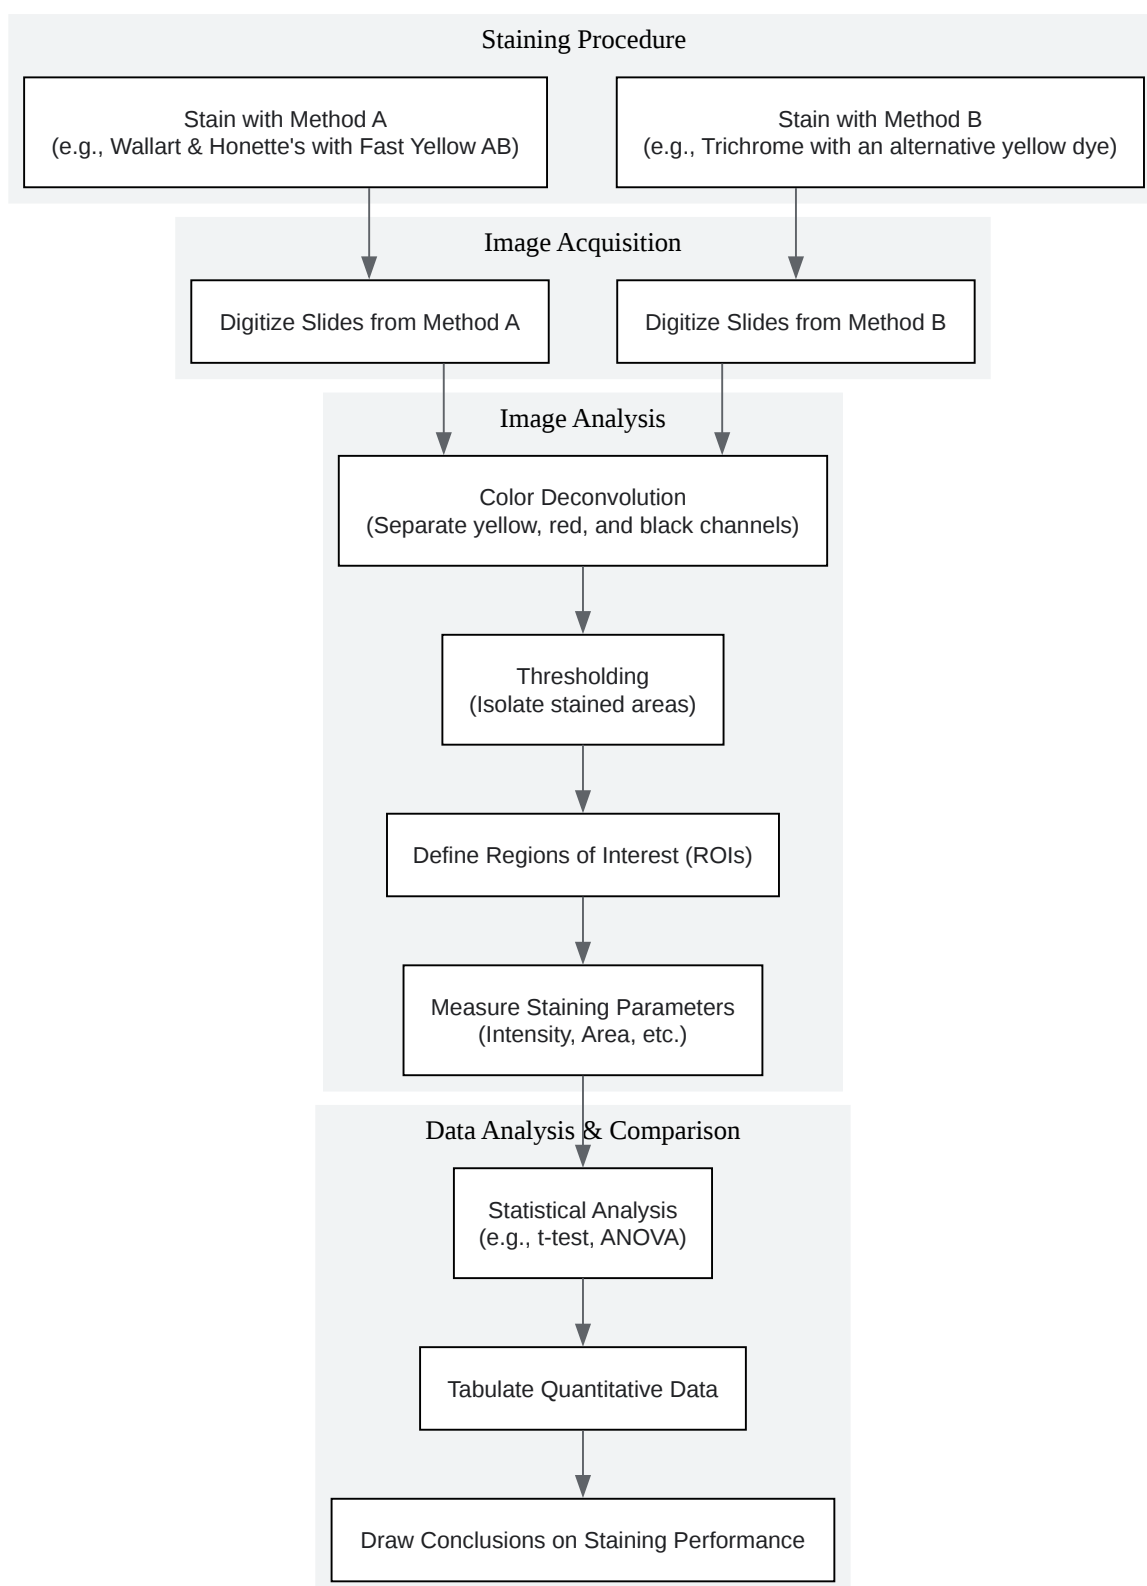 Staining Procedure
Stain with Method A
(e.g., Wallart & Honette's with Fast Yellow AB)
Stain with Method B
(e.g., Trichrome with an alternative yellow dye)
Image Acquisition
Digitize Slides from Method A
Digitize Slides from Method B
Image Analysis
Color Deconvolution
(Separate yellow, red, and black channels)
Thresholding
(Isolate stained areas)
Define Regions of Interest (ROIs)
Measure Staining Parameters
(Intensity, Area, etc.)
Data Analysis & Comparison
Statistical Analysis
(e.g., t-test, ANOVA)
Tabulate Quantitative Data
Draw Conclusions on Staining Performance